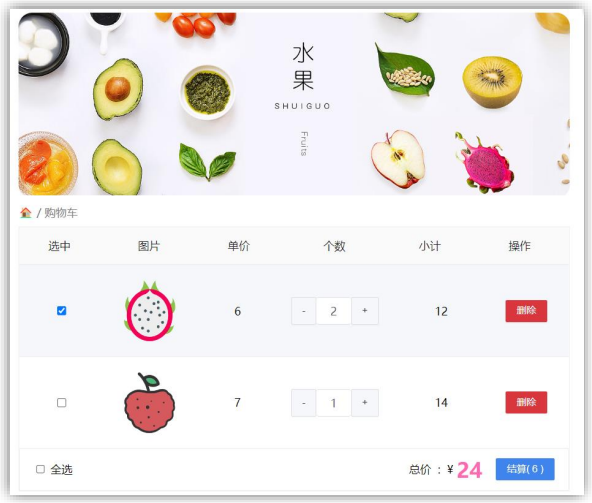 水
果
SHUIGUO
Fruits
/ 购物车
选中 图片 单价 个数 小计 操作
6 - 2 + 12 删除
7 - 1 + 14 删除
全选 总价 : ¥ 24 结算( 6 )